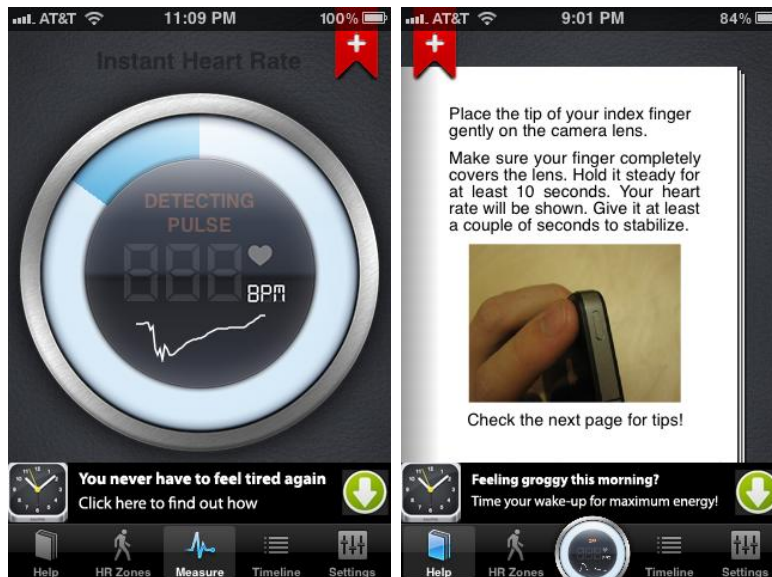 AT&T 11:09 PM 100%
Instant Heart Rate
DETECTING
PULSE
BPM
You never have to feel tired again
Click here to find out how
Help HR Zones Measure Timeline Settings
AT&T 9:01 PM 84%
Place the tip of your index finger
gently on the camera lens.
Make sure your finger completely
covers the lens. Hold it steady for
at least 10 seconds. Your heart
rate will be shown. Give it at least
a couple of seconds to stabilize.
Check the next page for tips!
Feeling groggy this morning?
Time your wake-up for maximum energy!
Help HR Zones Timeline Settings